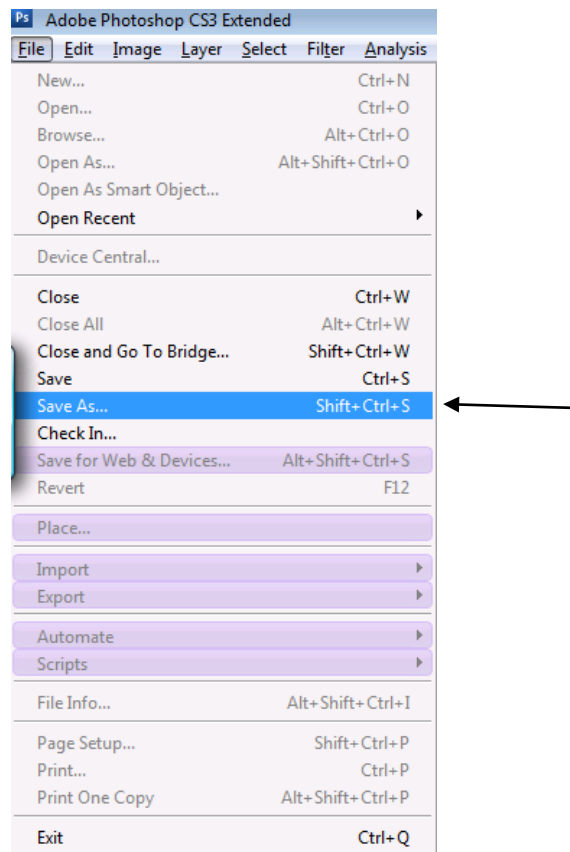 Ps Adobe Photoshop CS3 Extended
File Edit Image Layer Select Filter Analysis
New... Ctrl+N
Open... Ctrl+O
Browse... Alt+Ctrl+O
Open As... Alt+Shift+Ctrl+O
Open As Smart Object...
Open Recent
Device Central...
Close Ctrl+W
Close All Alt+Ctrl+W
Close and Go To Bridge... Shift+Ctrl+W
Save Ctrl+S
Save As... Shift+Ctrl+S
Check In...
Save for Web & Devices... Alt+Shift+Ctrl+S
Revert F12
Place...
Import
Export
Automate
Scripts
File Info... Alt+Shift+Ctrl+I
Page Setup... Shift+Ctrl+P
Print... Ctrl+P
Print One Copy Alt+Shift+Ctrl+P
Exit Ctrl+Q